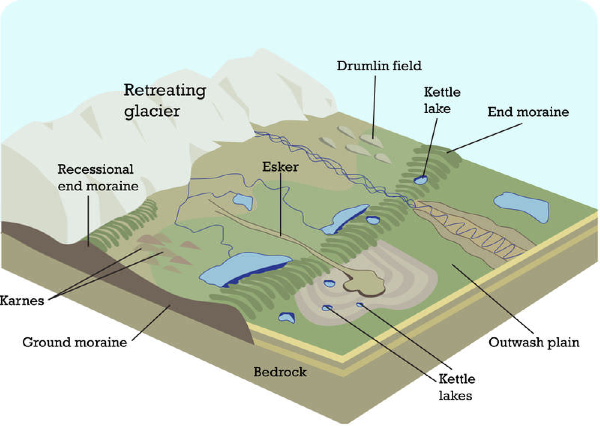 Drumlin field
Kettle
lake
Retreating
glacier
End moraine
Recessional
end moraine
Esker
Karnes
Ground moraine
Outwash plain
Bedrock
Kettle
lakes